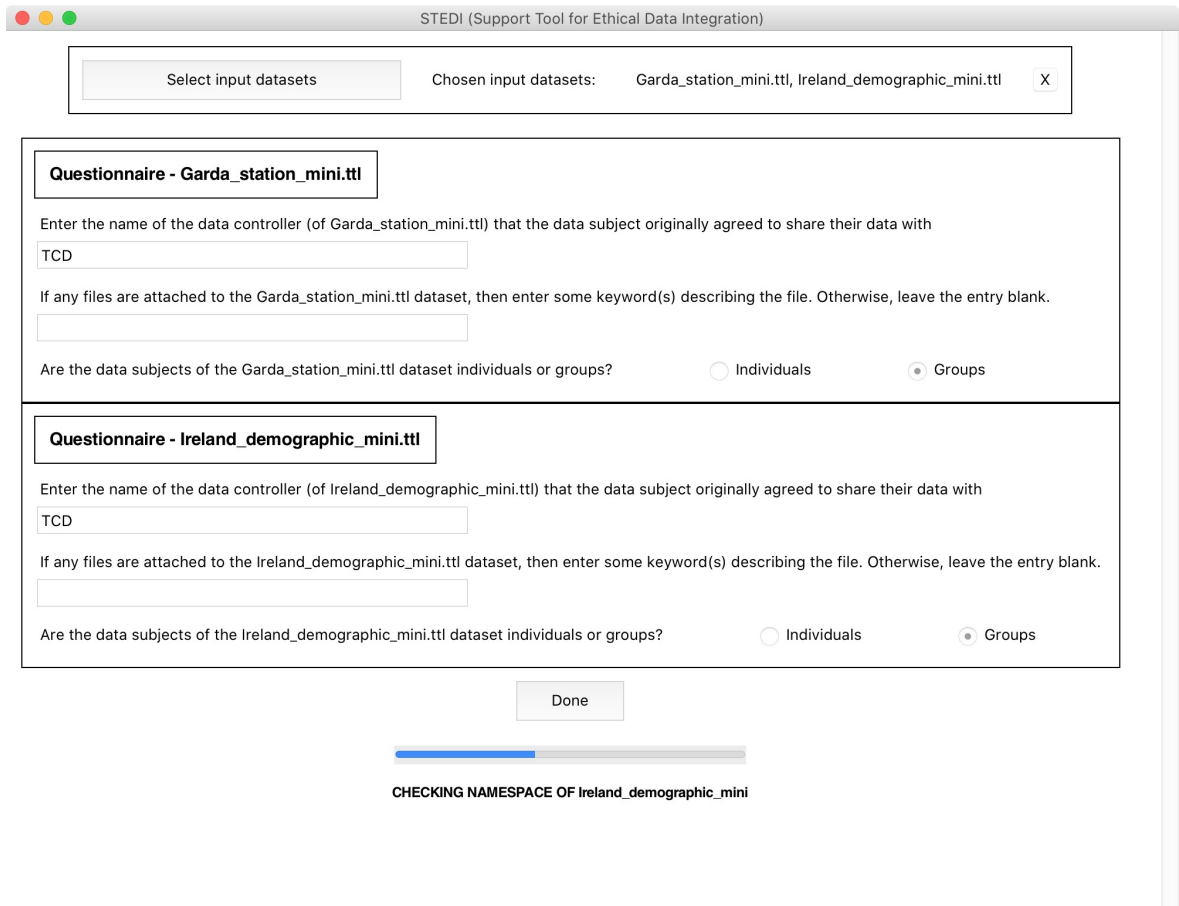 STEDI (Support Tool for Ethical Data Integration)
Select input datasets Chosen input datasets: Garda_station_mini.ttl, Ireland_demographic_mini.ttl X
Questionnaire - Garda_station_mini.ttl
Enter the name of the data controller (of Garda_station_mini.ttl) that the data subject originally agreed to share their data with
TCD
If any files are attached to the Garda_station_mini.ttl dataset, then enter some keyword(s) describing the file. Otherwise, leave the entry blank.
Are the data subjects of the Garda_station_mini.ttl dataset individuals or groups? Individuals Groups
Questionnaire - Ireland_demographic_mini.ttl
Enter the name of the data controller (of Ireland_demographic_mini.ttl) that the data subject originally agreed to share their data with
TCD
If any files are attached to the Ireland_demographic_mini.ttl dataset, then enter some keyword(s) describing the file. Otherwise, leave the entry blank.
Are the data subjects of the Ireland_demographic_mini.ttl dataset individuals or groups? Individuals Groups
Done
CHECKING NAMESPACE OF Ireland_demographic_mini